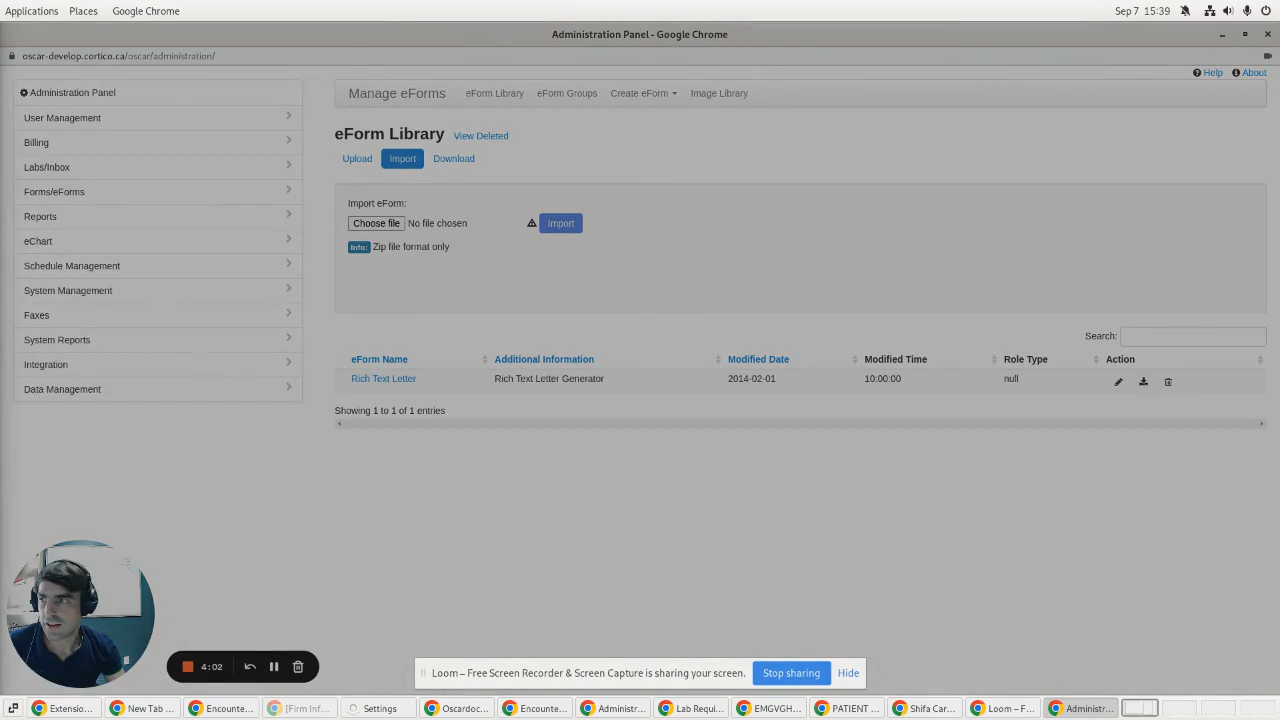 Applications Places Google Chrome Sep 7 15:39
Administration Panel - Google Chrome
oscar-develop.cortico.ca/oscar/administration/
Help About
Administration Panel
User Management
Billing
Labs/Inbox
Forms/eForms
Reports
eChart
Schedule Management
System Management
Faxes
System Reports
Integration
Data Management
Manage eForms eForm Library eForm Groups Create eForm Image Library
eForm Library View Deleted
Upload Import Download
Import eForm:
Choose file No file chosen Import
Info: Zip file format only
Search:
eForm Name Additional Information Modified Date Modified Time Role Type Action
Rich Text Letter Rich Text Letter Generator 2014-02-01 10:00:00 null
Showing 1 to 1 of 1 entries
4:02
Loom – Free Screen Recorder & Screen Capture is sharing your screen. Stop sharing Hide
Extensio... New Tab ... Encounte... [Firm Inf... Settings Oscardoc... Encounte... Administr... Lab Requi... EMGVGH... PATIENT ... Shifa Car... Loom – F... Administr...